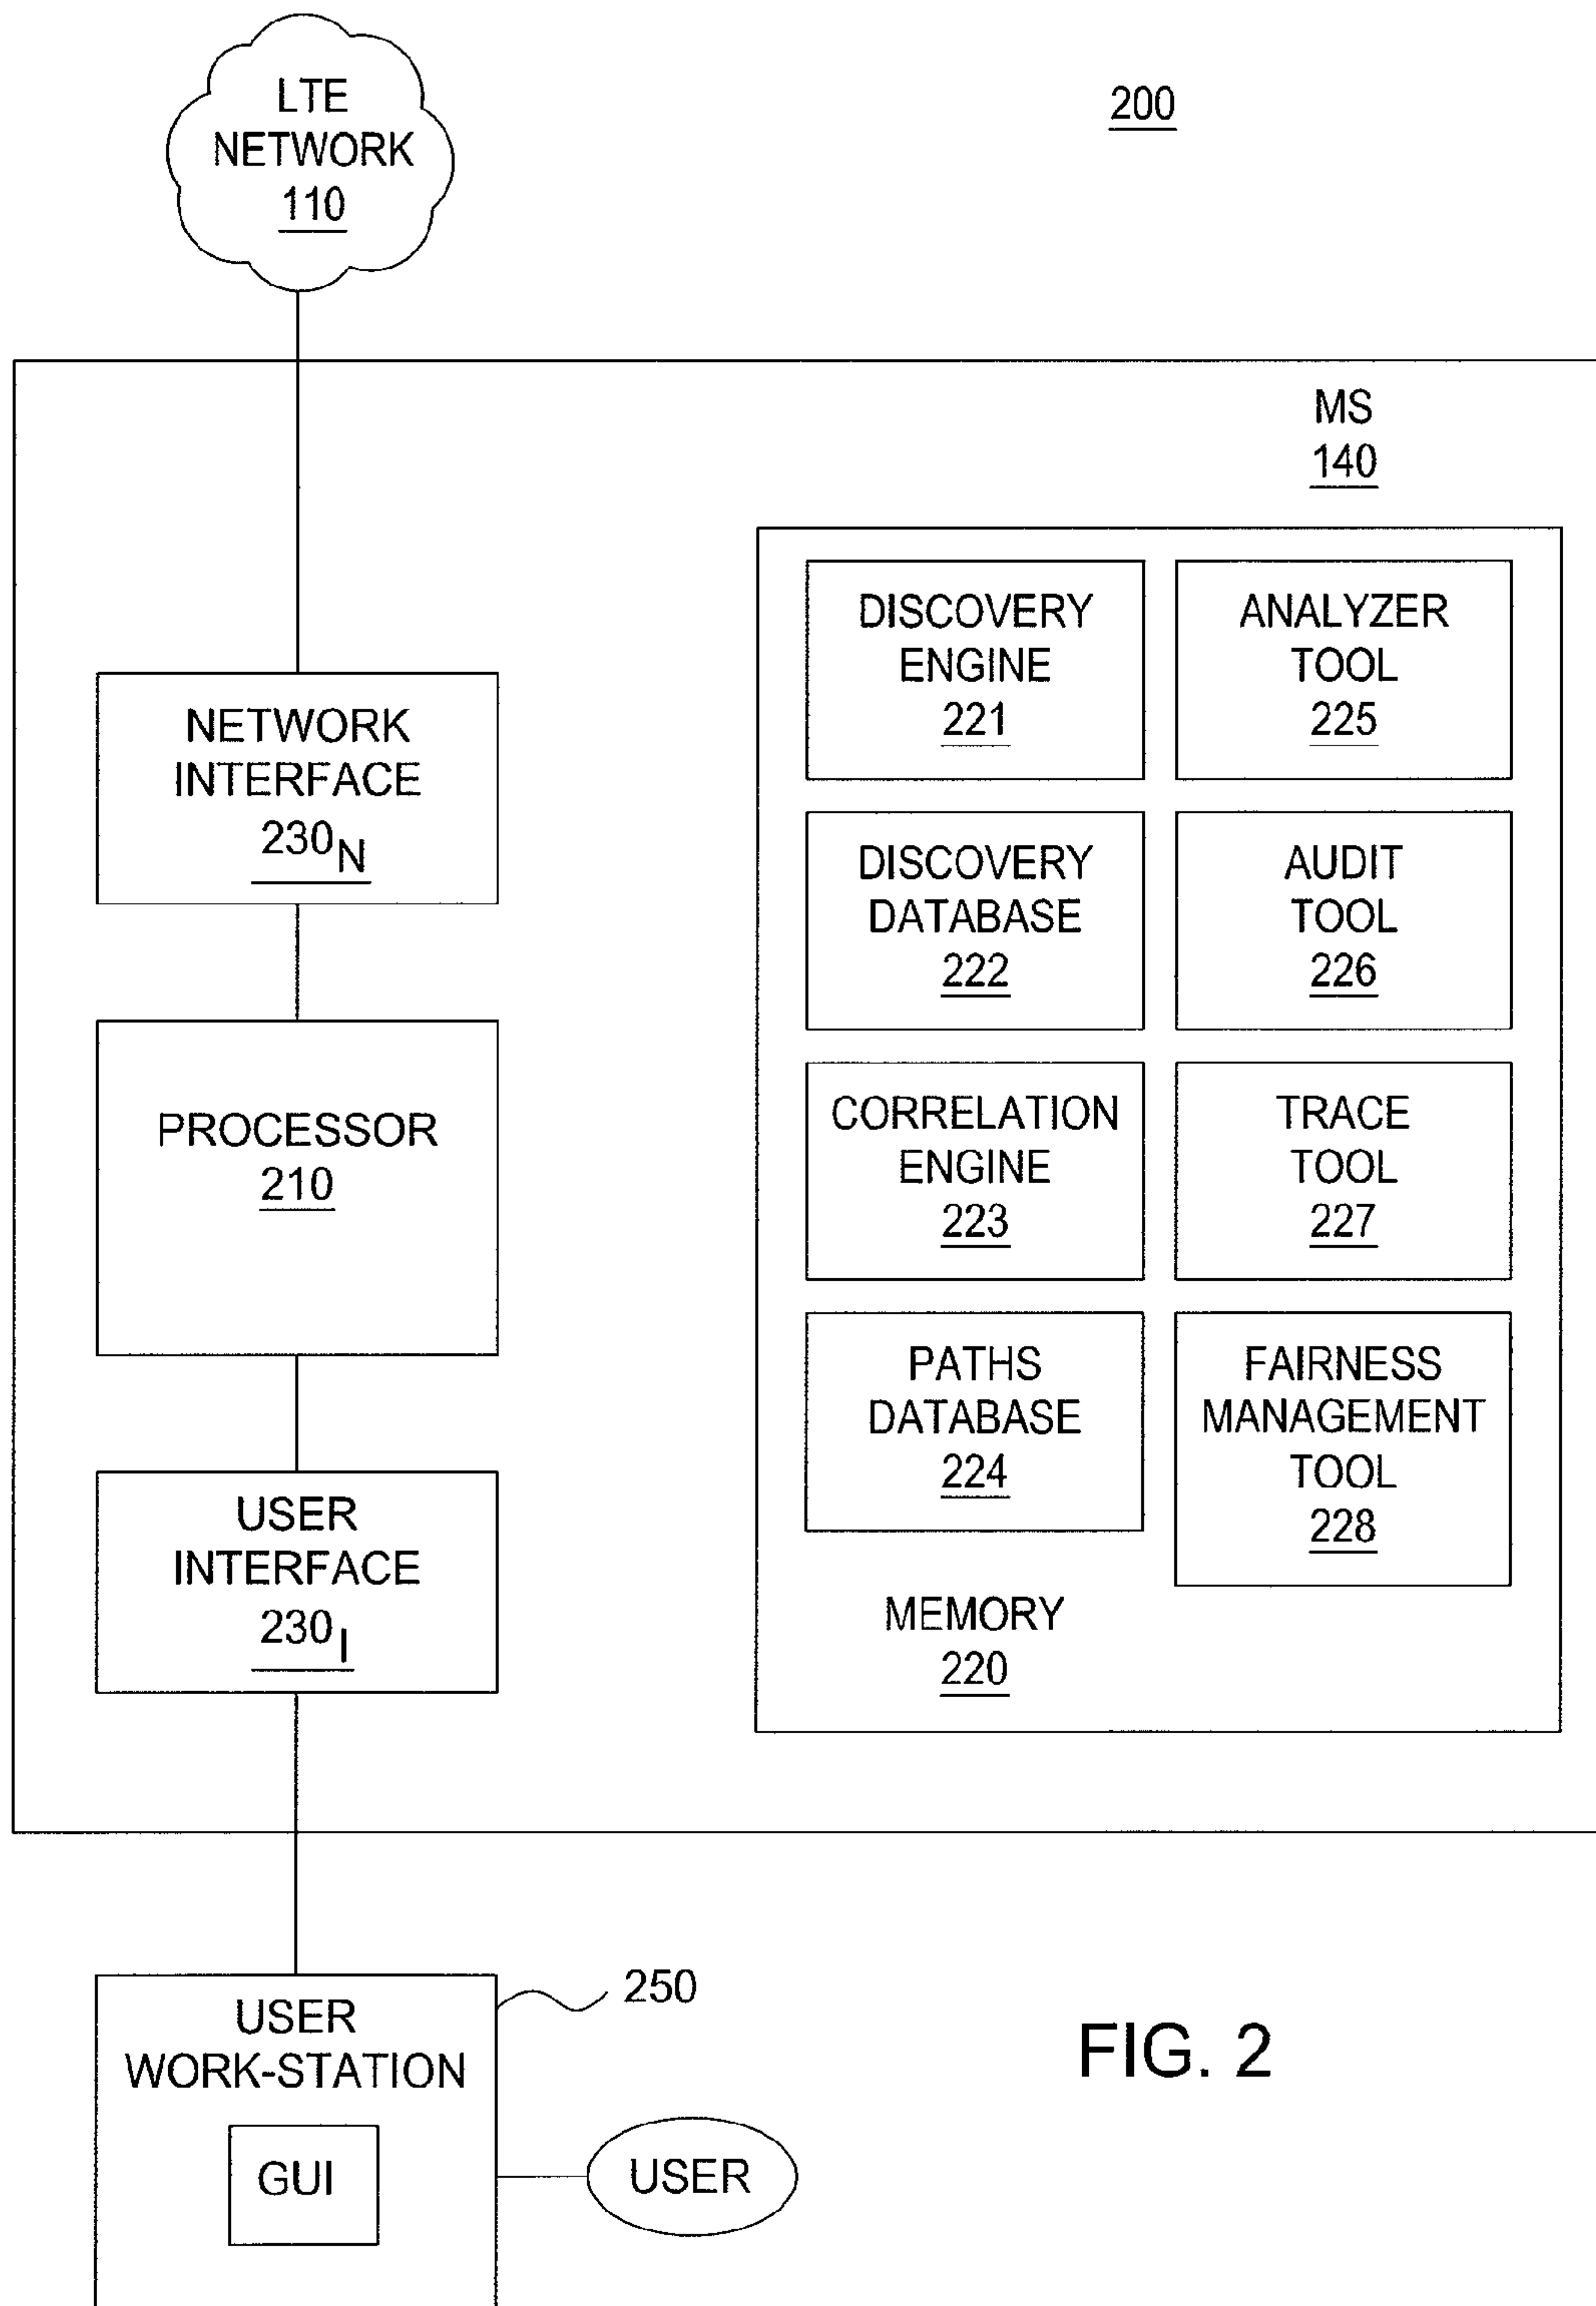 LTE
NETWORK
110
200
MS
140
DISCOVERY
ENGINE
221
ANALYZER
TOOL
225
NETWORK
INTERFACE
230N
DISCOVERY
DATABASE
222
AUDIT
TOOL
226
PROCESSOR
210
CORRELATION
ENGINE
223
TRACE
TOOL
227
PATHS
DATABASE
224
FAIRNESS
MANAGEMENT
TOOL
228
USER
INTERFACE
230I
MEMORY
220
USER
WORK-STATION
250
GUI
USER
FIG. 2